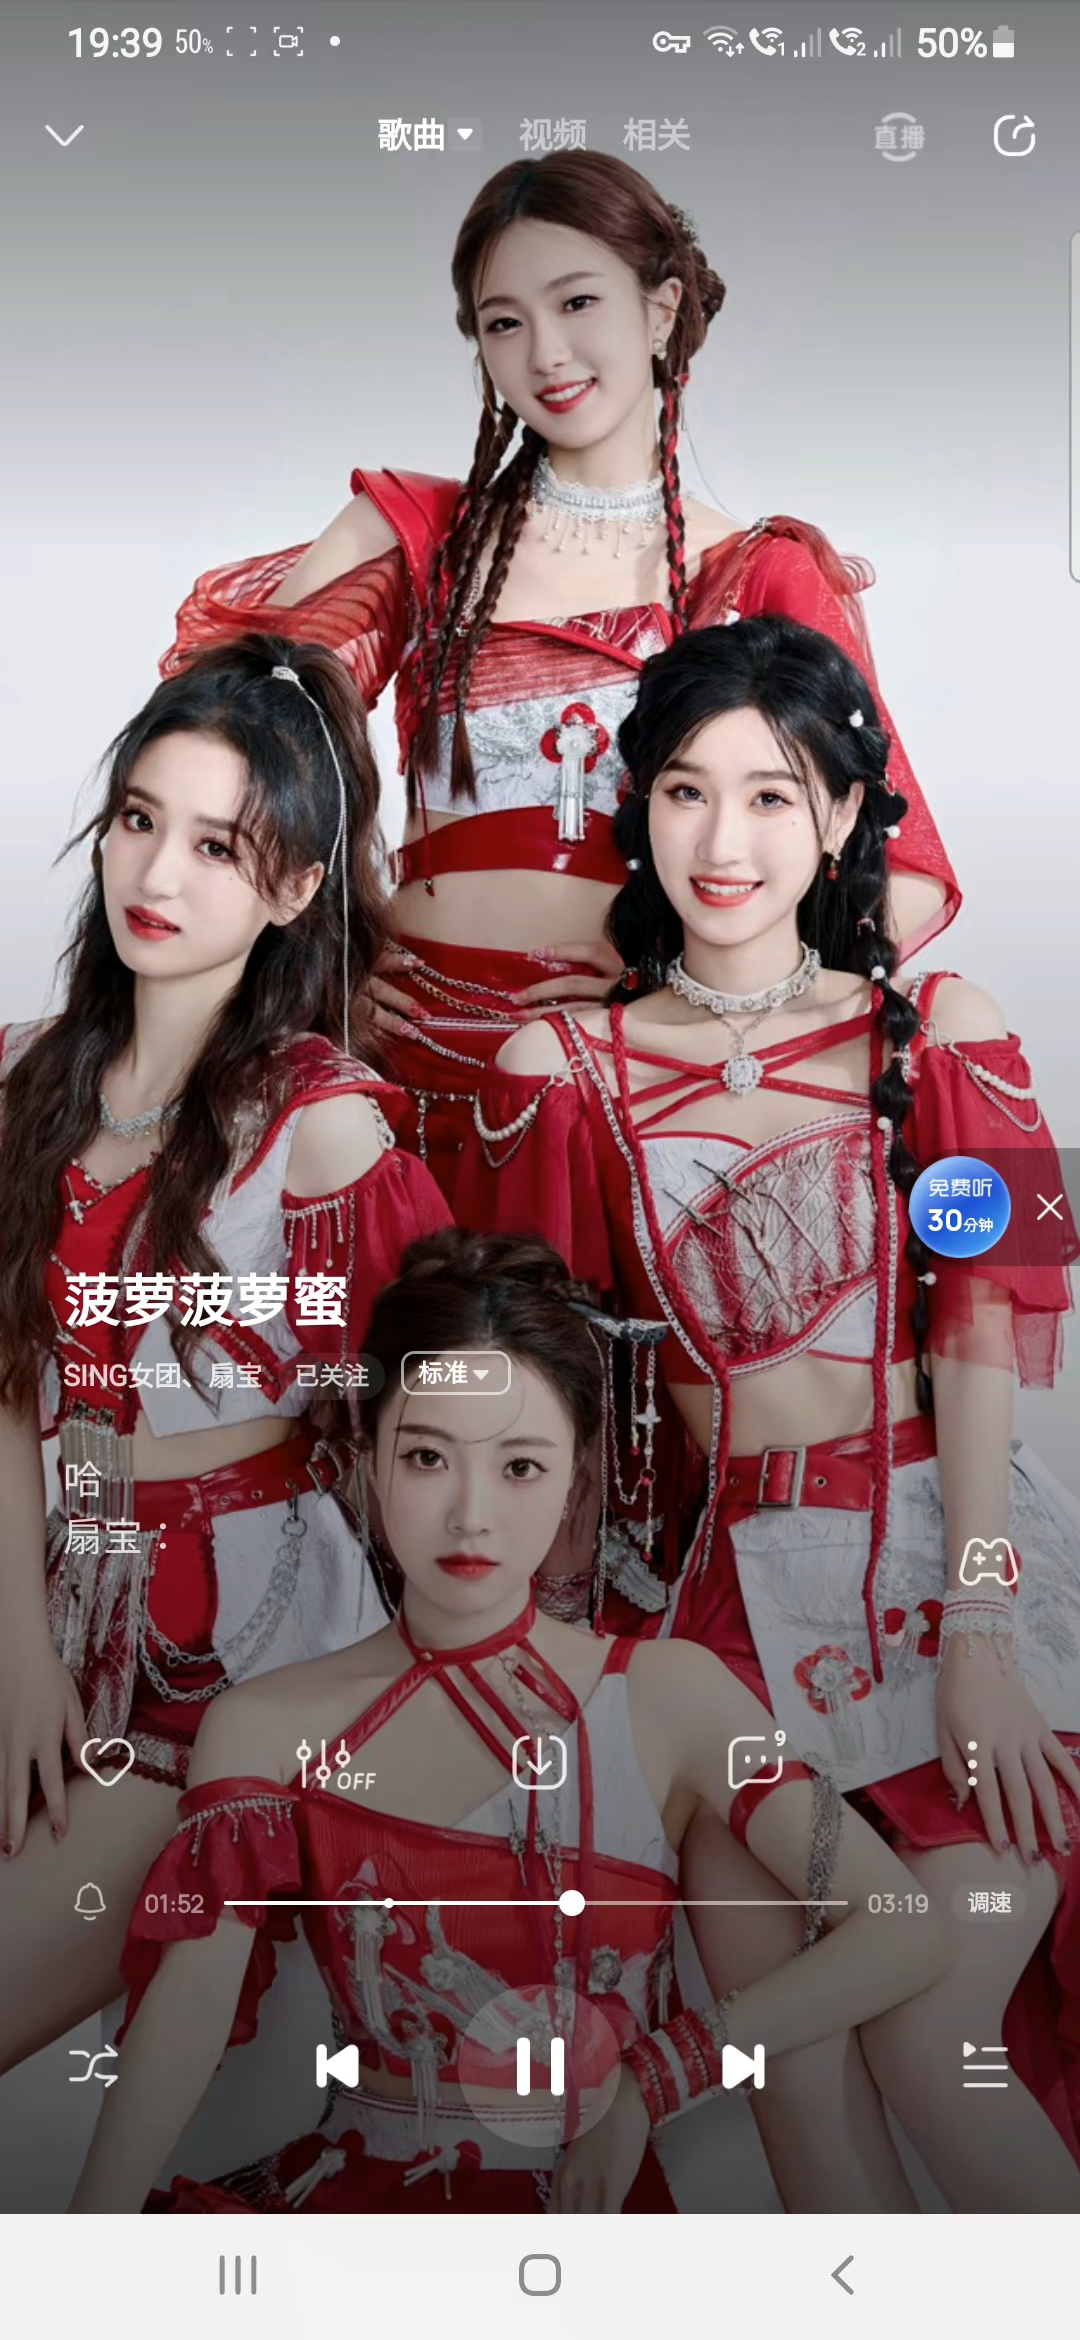 19:39 50% 1 2 50%
歌曲 视频 相关 直播
免费听
30分钟
菠萝菠萝蜜
SING女团、扇宝 已关注 标准
哈
扇宝：
OFF 9
01:52 03:19 调速